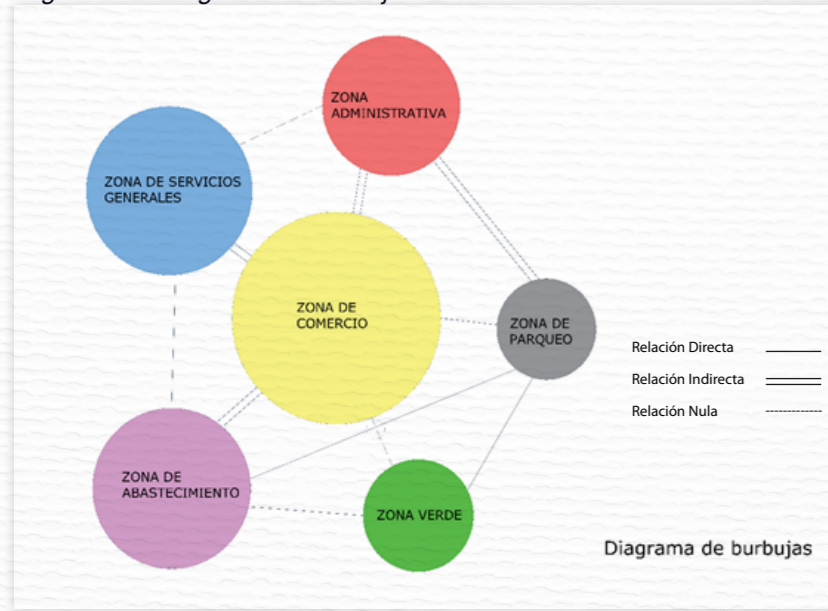 ZONA
ADMINISTRATIVA
ZONA DE SERVICIOS
GENERALES
ZONA DE
COMERCIO
ZONA DE
PARQUEO
Relación Directa
Relación Indirecta
Relación Nula
ZONA DE
ABASTECIMIENTO
ZONA VERDE
Diagrama de burbujas